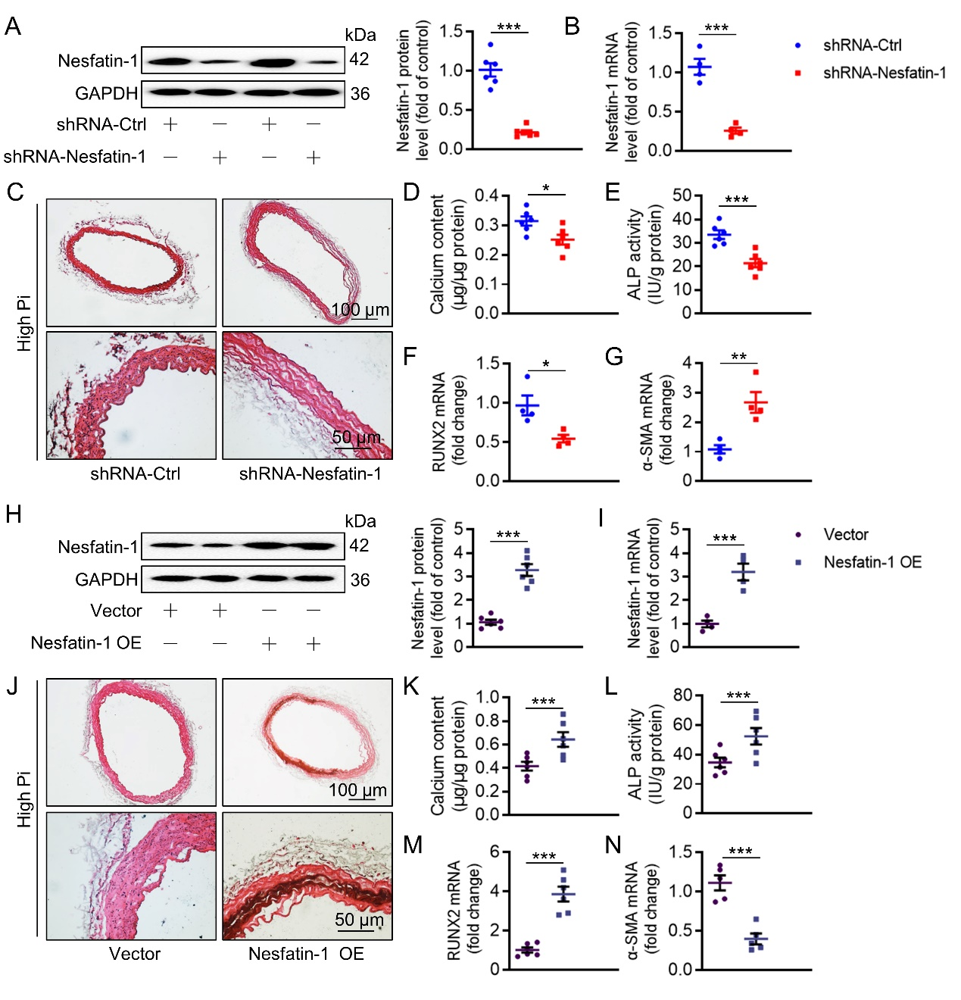 A
kDa
Nesfatin-1
42
GAPDH
36
shRNA-Ctrl + − + −
shRNA-Nesfatin-1 − + − +
Nesfatin-1 protein
level (fold of control)
1.5
1.0
0.5
0.0
***
B
Nesfatin-1 mRNA
level (fold of control)
1.5
1.0
0.5
0.0
***
shRNA-Ctrl
shRNA-Nesfatin-1
C
High Pi
100 µm
50 µm
shRNA-Ctrl
shRNA-Nesfatin-1
D
Calcium content
(µg/µg protein)
0.4
0.3
0.2
0.1
0.0
*
E
ALP activity
(IU/g protein)
50
40
30
20
10
0
***
F
RUNX2 mRNA
(fold change)
1.5
1.0
0.5
0.0
*
G
α-SMA mRNA
(fold change)
4
3
2
1
0
**
H
kDa
Nesfatin-1
42
GAPDH
36
Vector + + − −
Nesfatin-1 OE − − + +
Nesfatin-1 protein
level (fold of control)
5
4
3
2
1
0
***
I
Nesfatin-1 mRNA
level (fold of control)
5
4
3
2
1
0
***
Vector
Nesfatin-1 OE
J
High Pi
100 µm
50 µm
Vector
Nesfatin-1 OE
K
Calcium content
(µg/µg protein)
1.0
0.8
0.6
0.4
0.2
0.0
***
L
ALP activity
(IU/g protein)
80
60
40
20
0
***
M
RUNX2 mRNA
(fold change)
6
4
2
0
***
N
α-SMA mRNA
(fold change)
1.5
1.0
0.5
0.0
***